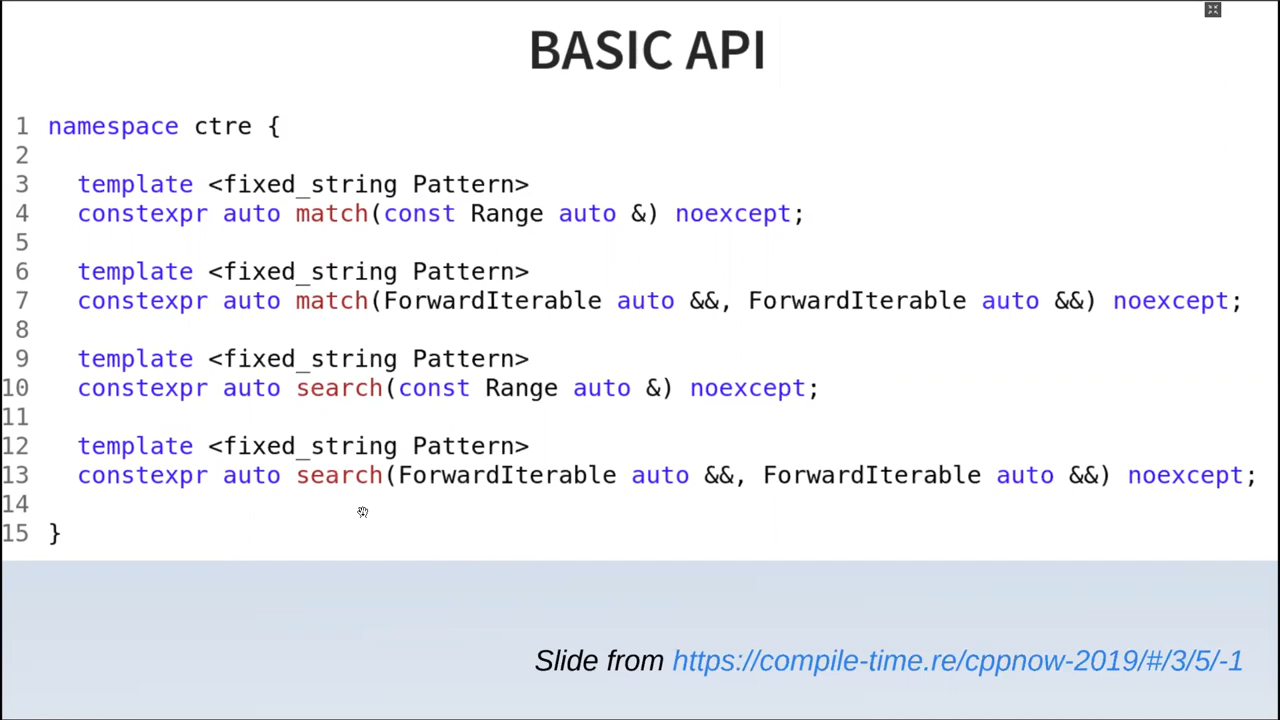 BASIC API
1 namespace ctre {
2
3   template <fixed_string Pattern>
4   constexpr auto match(const Range auto &) noexcept;
5
6   template <fixed_string Pattern>
7   constexpr auto match(ForwardIterable auto &&, ForwardIterable auto &&) noexcept;
8
9   template <fixed_string Pattern>
10   constexpr auto search(const Range auto &) noexcept;
11
12   template <fixed_string Pattern>
13   constexpr auto search(ForwardIterable auto &&, ForwardIterable auto &&) noexcept;
14
15 }
Slide from https://compile-time.re/cppnow-2019/#/3/5/-1